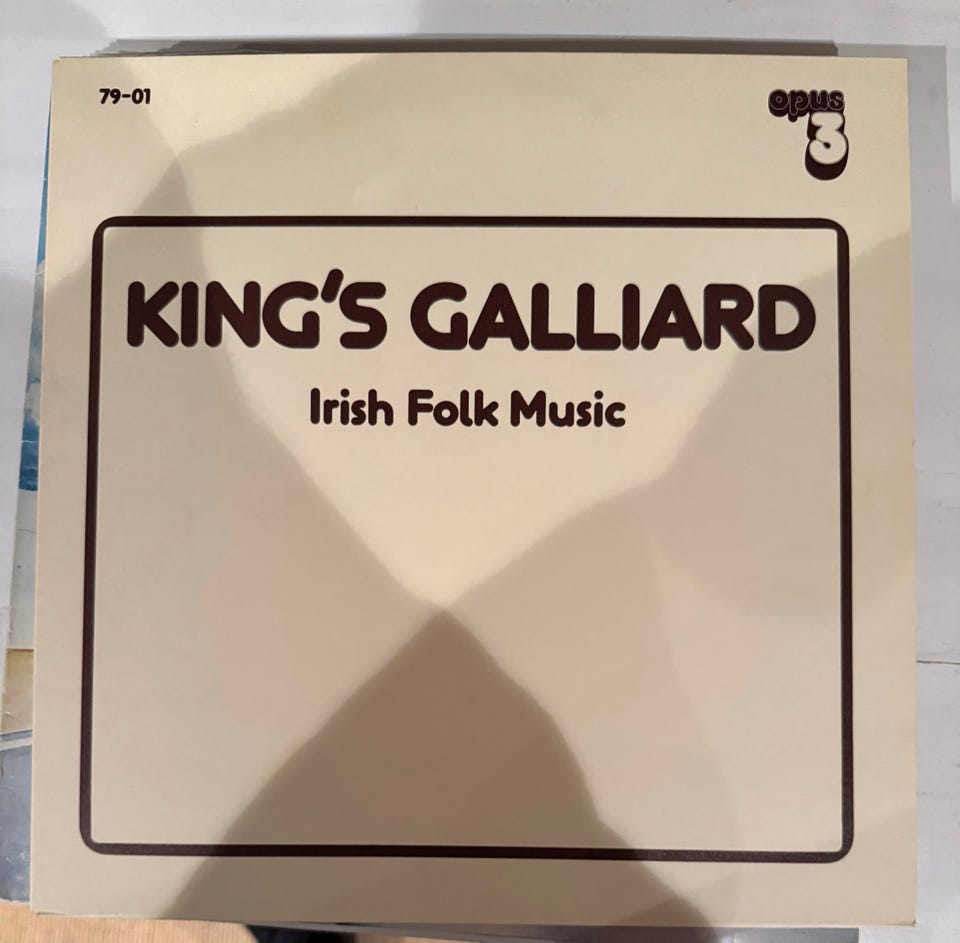 79-01
opus
3
KING'S GALLIARD
Irish Folk Music